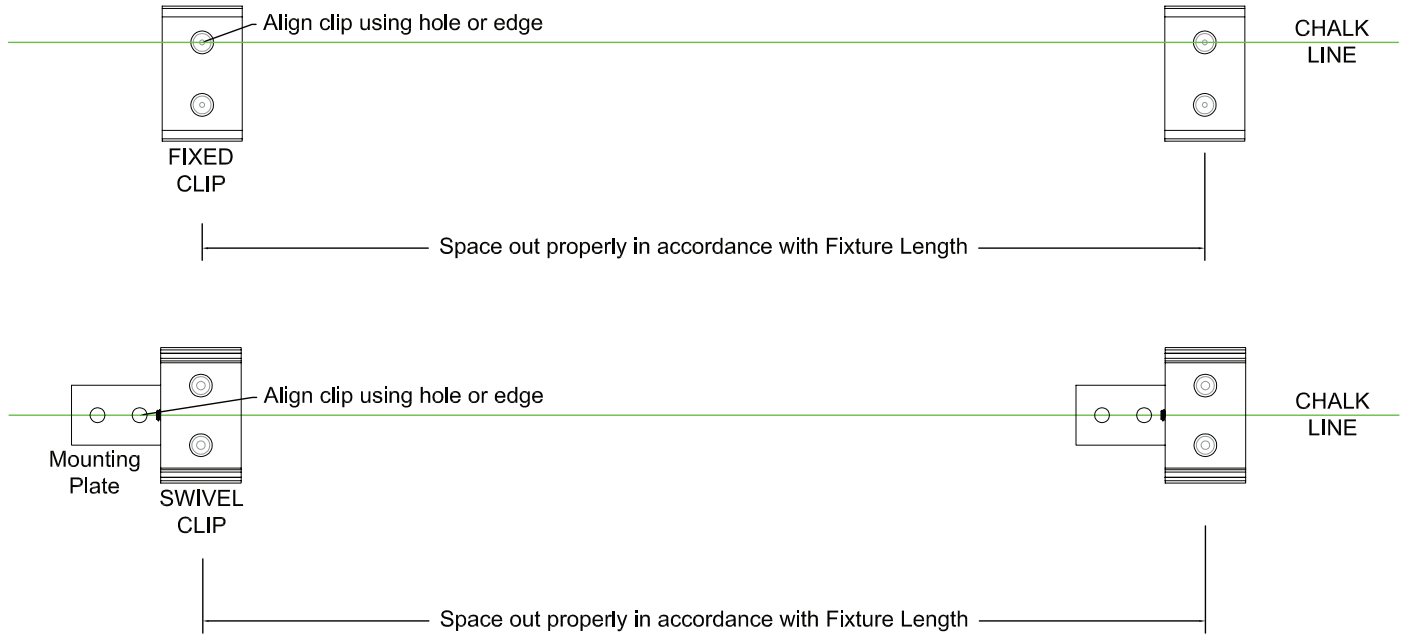 Align clip using hole or edge
CHALK
LINE
FIXED
CLIP
Space out properly in accordance with Fixture Length
Align clip using hole or edge
CHALK
LINE
Mounting
Plate
SWIVEL
CLIP
Space out properly in accordance with Fixture Length